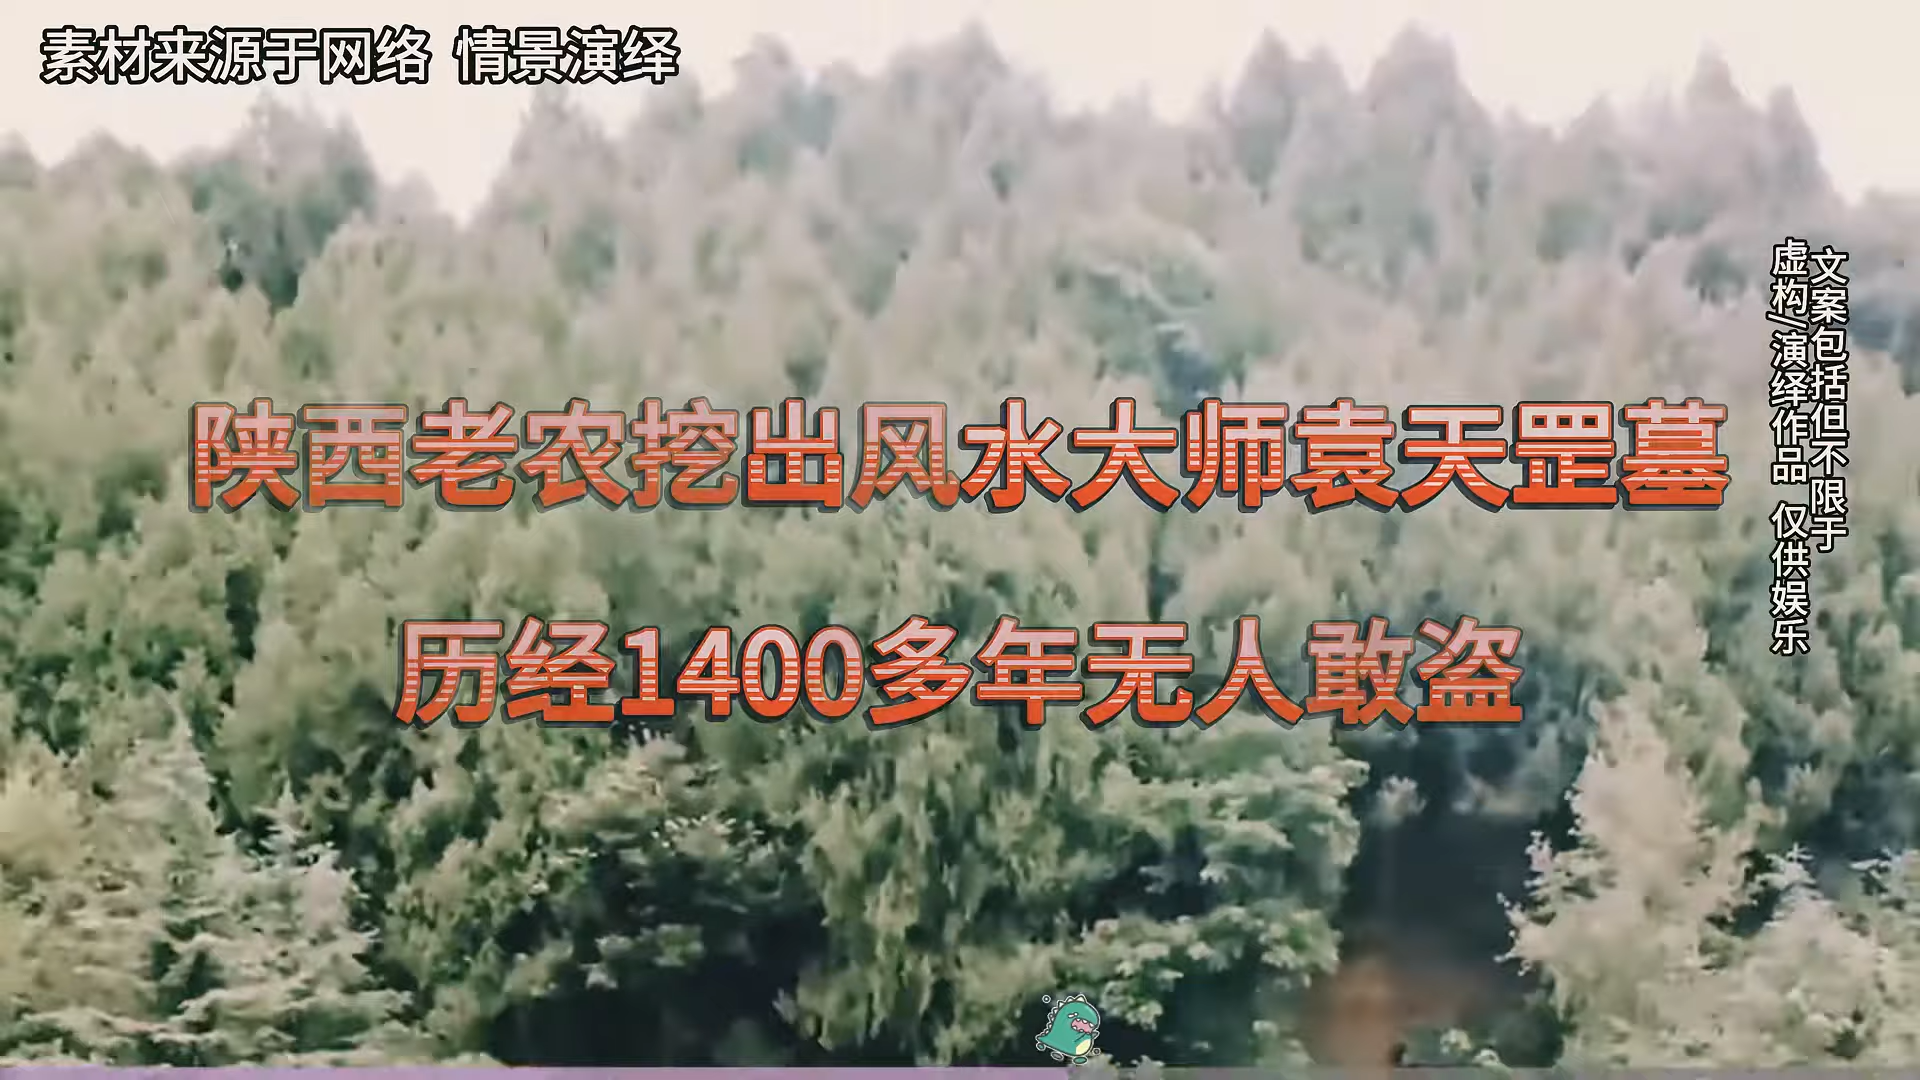 素材来源于网络 情景演绎
文案包括但不限于
虚构/演绎作品 仅供娱乐
陕西老农挖出风水大师袁天罡墓
历经1400多年无人敢盗